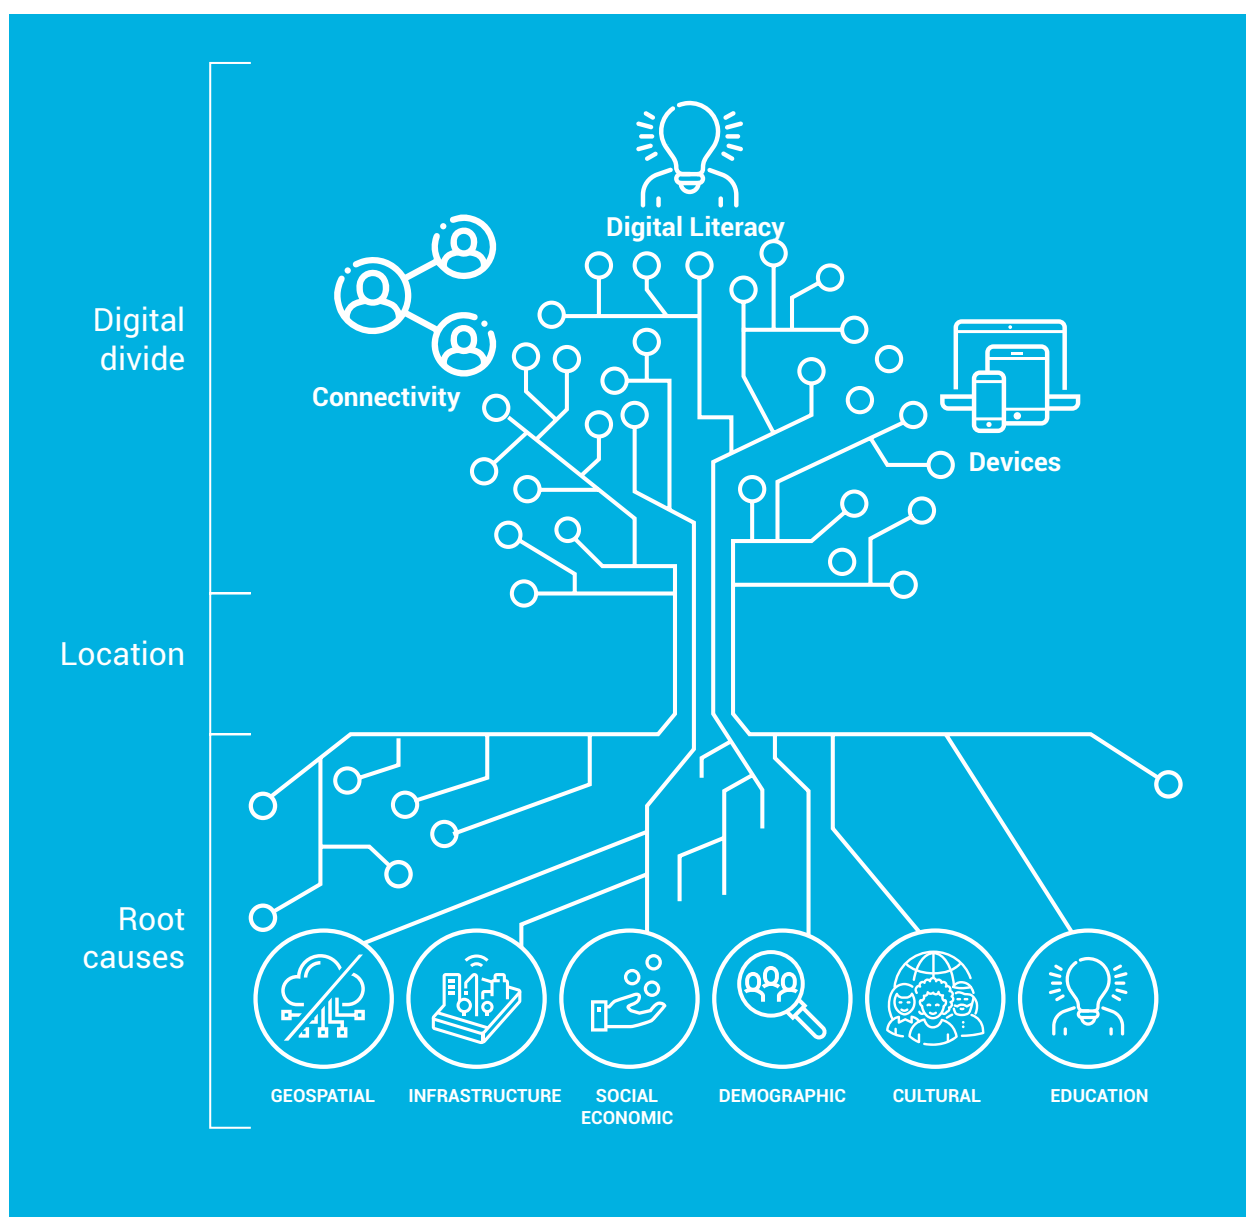 Digital Literacy
Connectivity
Devices
Digital
divide
Location
Root
causes
GEOSPATIAL
INFRASTRUCTURE
SOCIAL
ECONOMIC
DEMOGRAPHIC
CULTURAL
EDUCATION